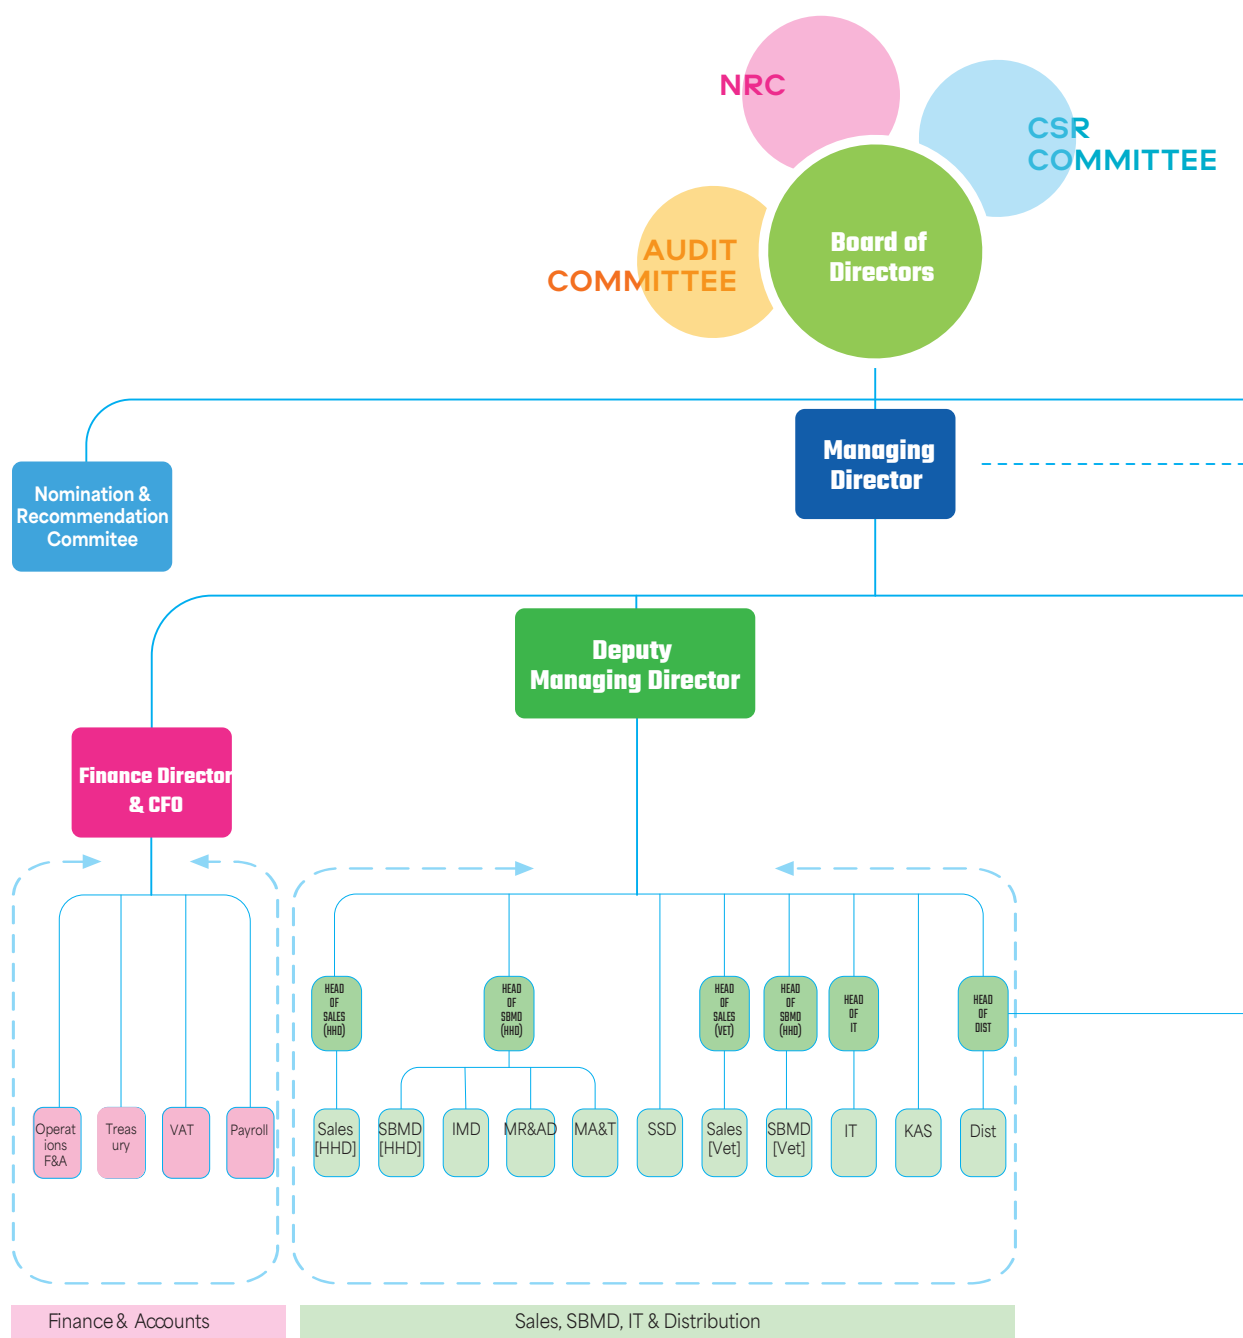 NRC
CSR
COMMITTEE
AUDIT
COMMITTEE
Board of
Directors
Managing
Director
Nomination &
Recommendation
Commitee
Deputy
Managing Director
Finance Director
& CFO
HEAD
OF
SALES
(HHD)
HEAD
OF
SBMD
(HHD)
HEAD
OF
SALES
(VET)
HEAD
OF
SBMD
(HHD)
HEAD
OF
IT
HEAD
OF
DIST
Operat
ions
F&A
Treas
ury
VAT
Payroll
Sales
[HHD]
SBMD
[HHD]
IMD
MR&AD
MA&T
SSD
Sales
[Vet]
SBMD
[Vet]
IT
KAS
Dist
Finance & Accounts
Sales, SBMD, IT & Distribution